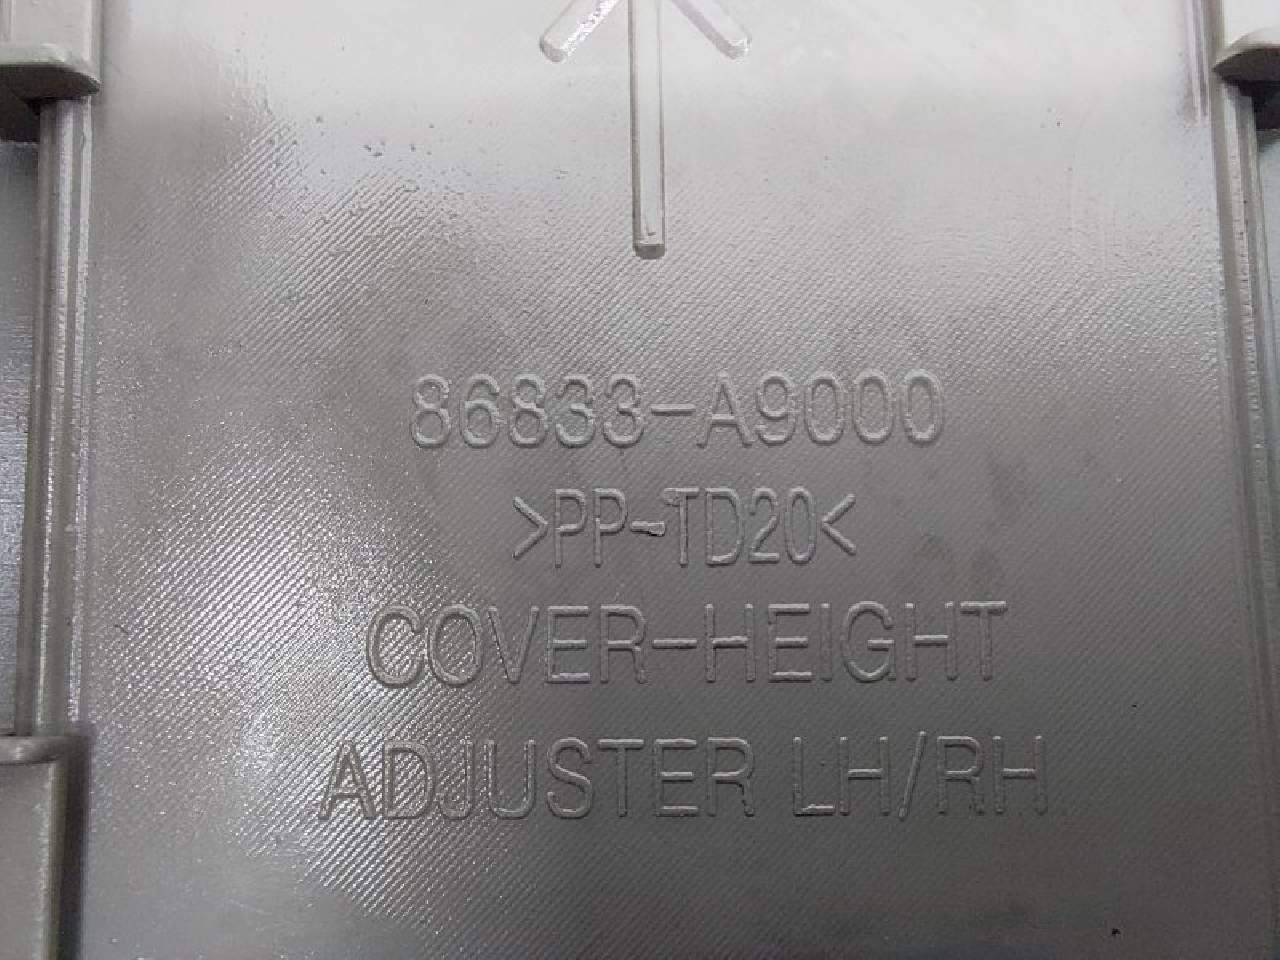 86833-A9000
>PP-TD20<
COVER-HEIGHT
ADJUSTER LH/RH